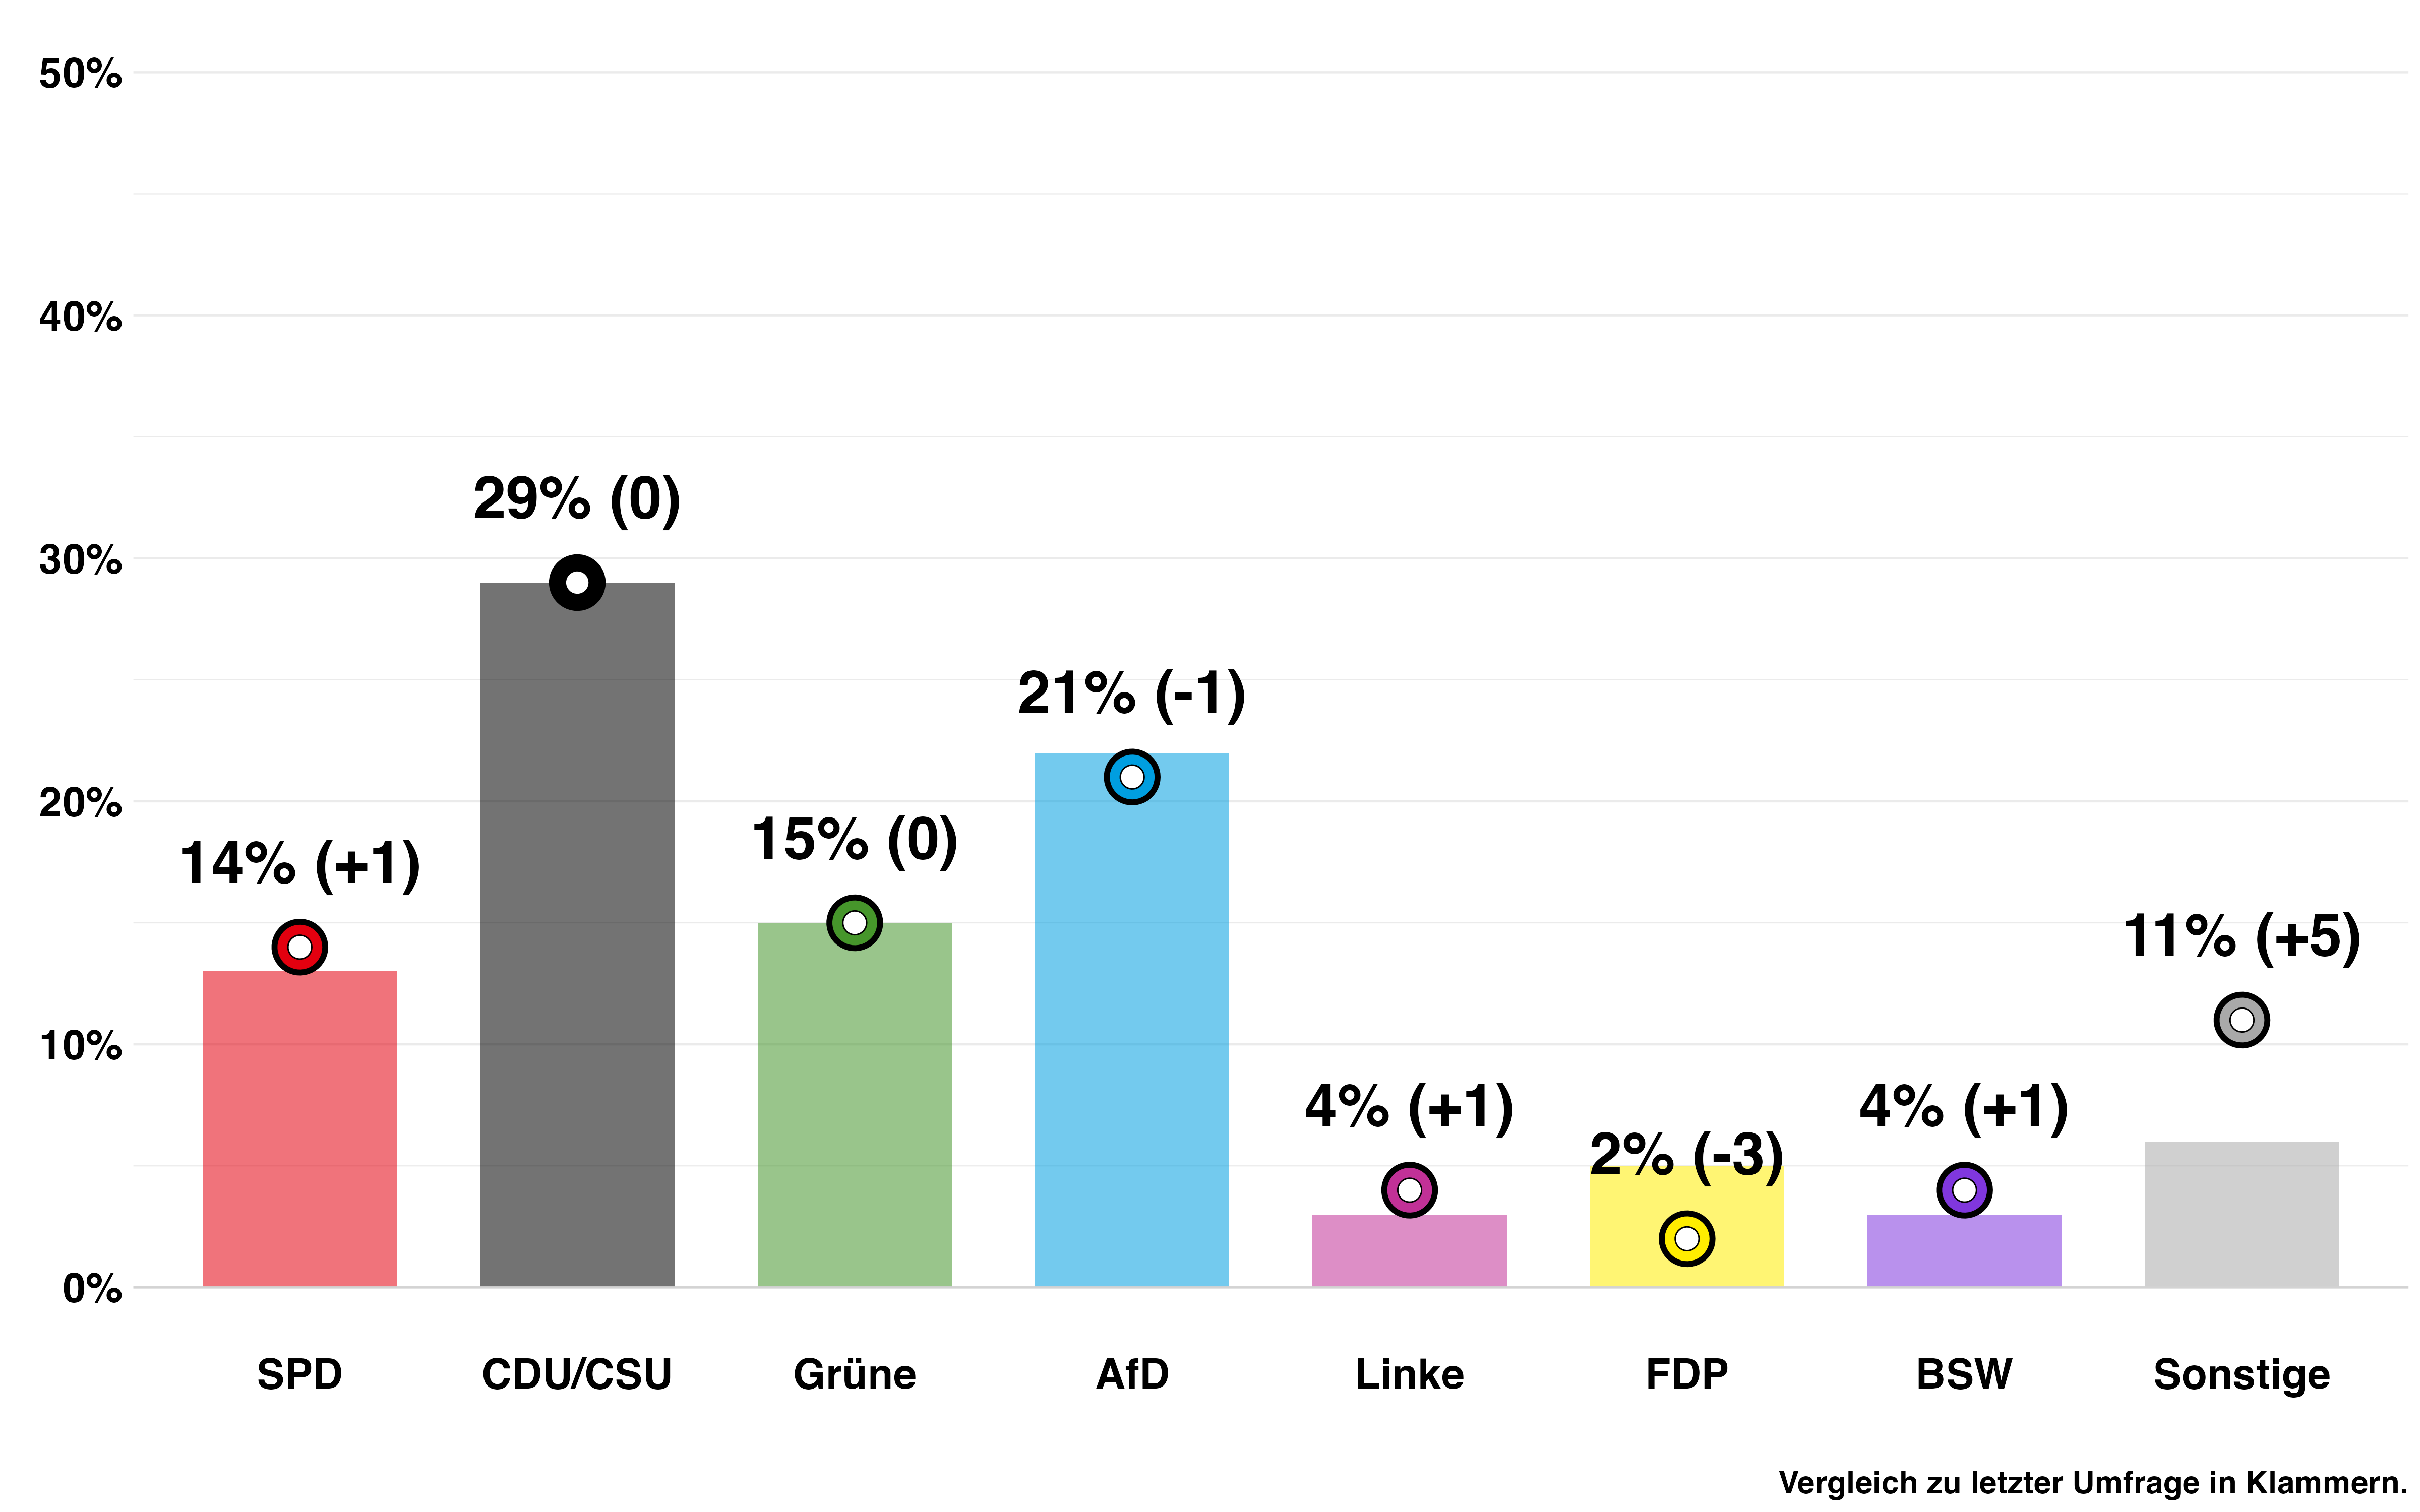 50%
40%
30%
20%
10%
0%
14% (+1)
29% (0)
15% (0)
21% (-1)
4% (+1)
2% (-3)
4% (+1)
11% (+5)
SPD
CDU/CSU
Grüne
AfD
Linke
FDP
BSW
Sonstige
Vergleich zu letzter Umfrage in Klammern.